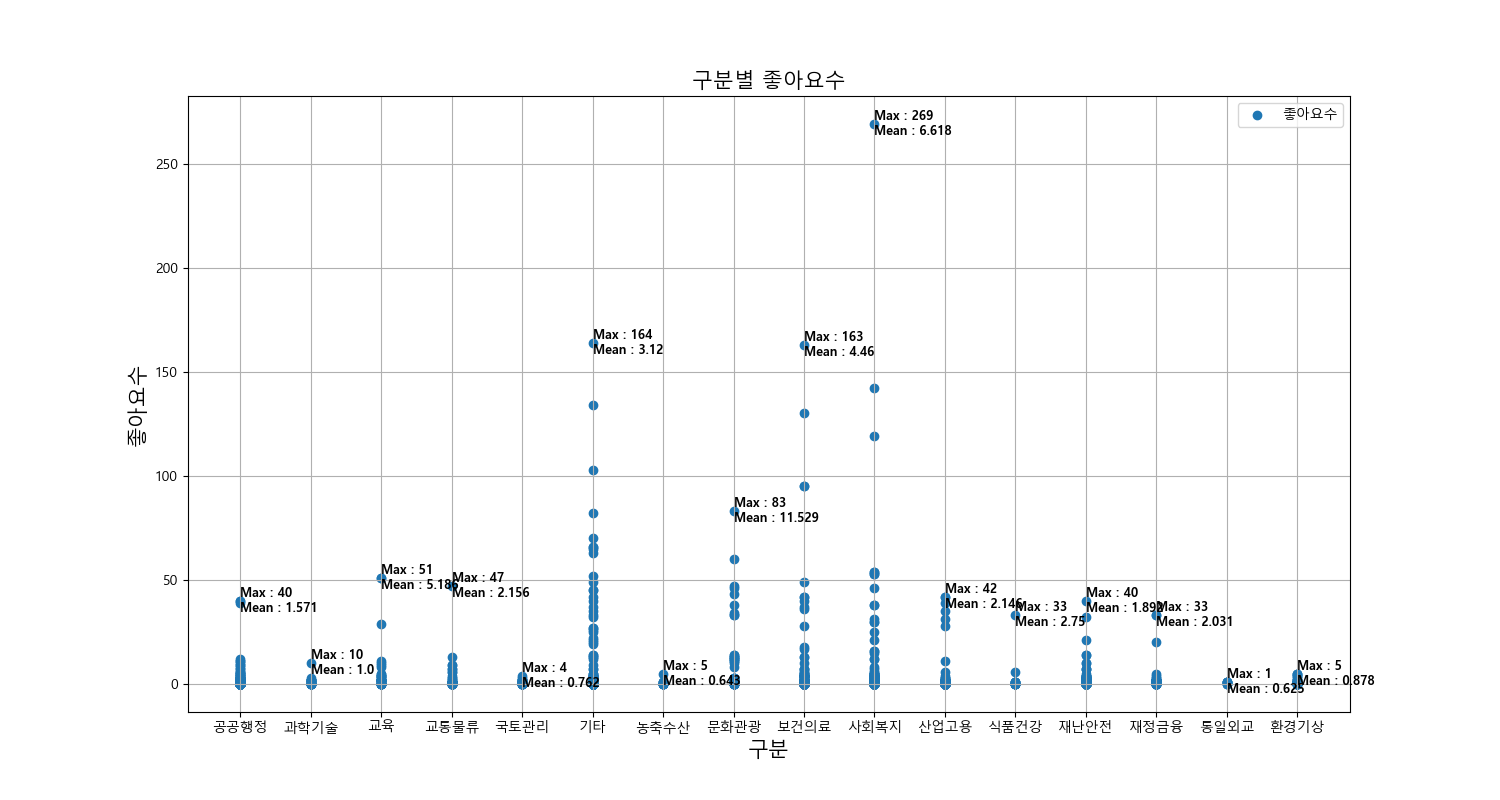 구분별 좋아요수
좋아요수
좋아요수
250
200
150
100
50
0
Max : 40
Mean : 1.571
Max : 10
Mean : 1.0
Max : 51
Mean : 5.186
Max : 47
Mean : 2.156
Max : 4
Mean : 0.762
Max : 164
Mean : 3.12
Max : 5
Mean : 0.643
Max : 83
Mean : 11.529
Max : 163
Mean : 4.46
Max : 269
Mean : 6.618
Max : 42
Mean : 2.146
Max : 33
Mean : 2.75
Max : 40
Mean : 1.892
Max : 33
Mean : 2.031
Max : 1
Mean : 0.625
Max : 5
Mean : 0.878
공공행정 과학기술 교육 교통물류 국토관리 기타 농축수산 문화관광 보건의료 사회복지 산업고용 식품건강 재난안전 재정금융 통일외교 환경기상
구분